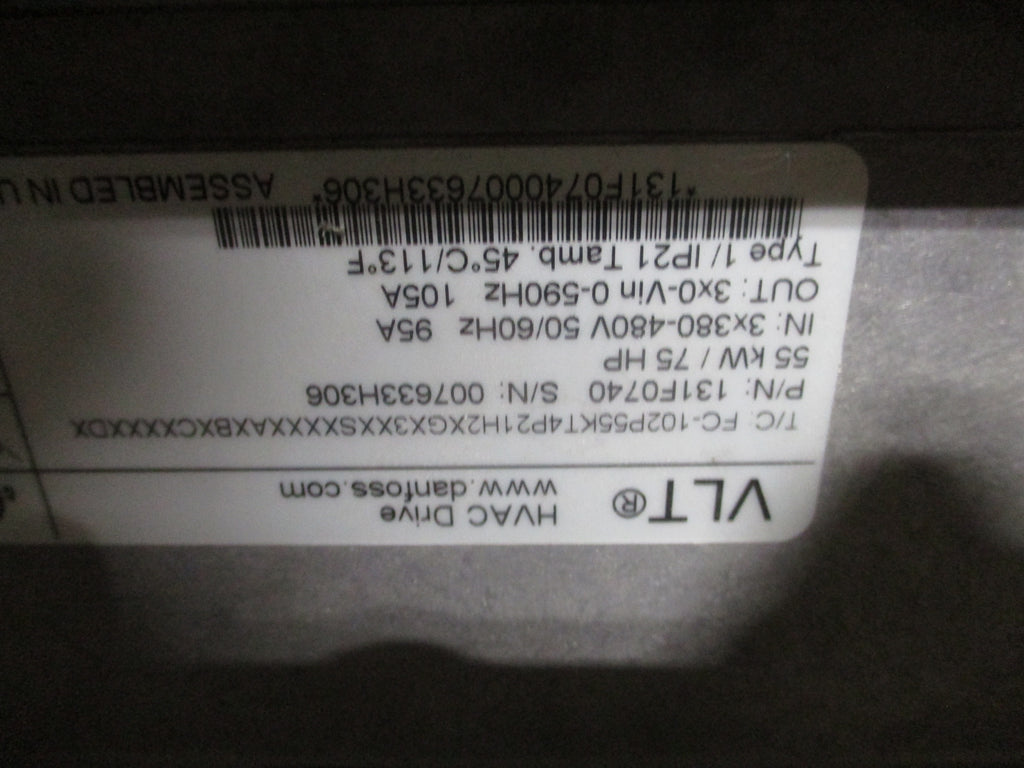 VLT® HVAC Drive
www.danfoss.com
T/C: FC-102P55KT4P21H2XGX3XXSXXXXAXBXCXXXXDX
P/N: 131F0740 S/N: 007633H306
55 kW / 75 HP
IN: 3x380-480V 50/60Hz 95A
OUT: 3x0-Vin 0-590Hz 105A
Type 1/ IP21 Tamb. 45°C/113°F
*131F0740007633H306*
ASSEMBLED IN U